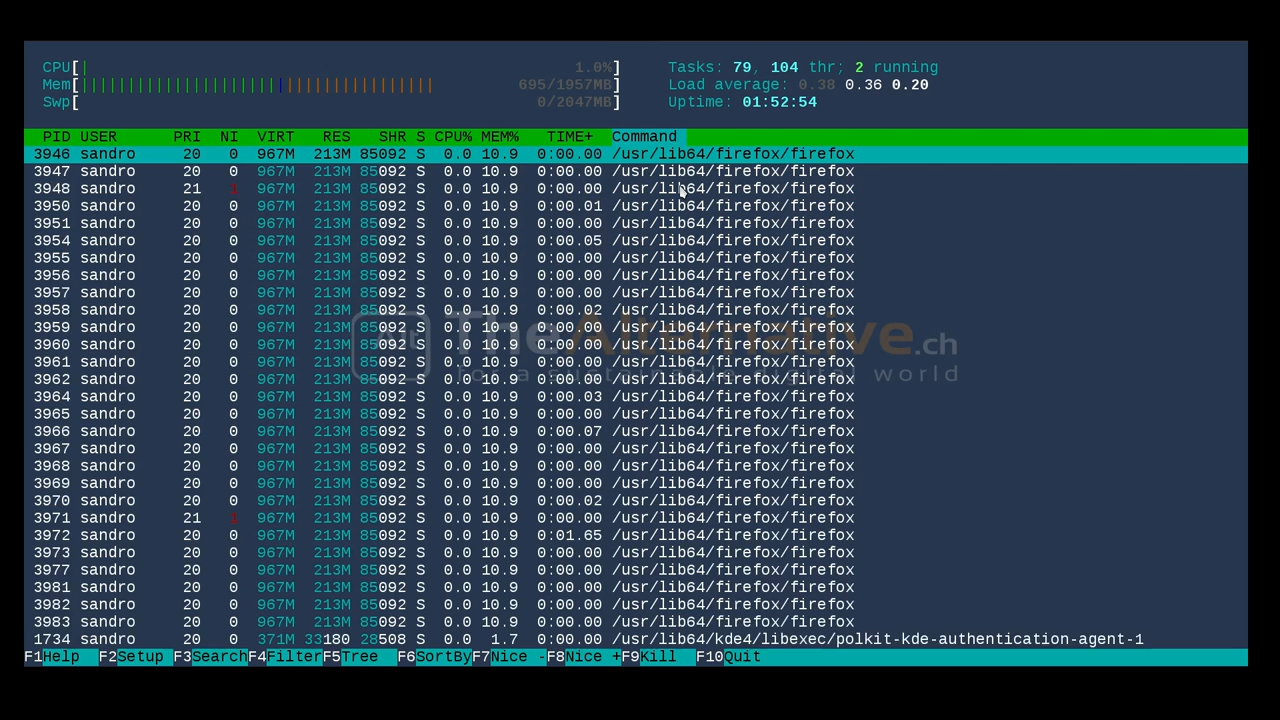 CPU[| 1.0%] Tasks: 79, 104 thr; 2 running
Mem[||||||||||||||||||||||||||||||||||||||| 695/1957MB] Load average: 0.38 0.36 0.20
Swp[ 0/2047MB] Uptime: 01:52:54
PID USER PRI NI VIRT RES SHR S CPU% MEM% TIME+ Command
3946 sandro 20 0 967M 213M 85092 S 0.0 10.9 0:00.00 /usr/lib64/firefox/firefox
3947 sandro 20 0 967M 213M 85092 S 0.0 10.9 0:00.00 /usr/lib64/firefox/firefox
3948 sandro 21 1 967M 213M 85092 S 0.0 10.9 0:00.00 /usr/lib64/firefox/firefox
3950 sandro 20 0 967M 213M 85092 S 0.0 10.9 0:00.01 /usr/lib64/firefox/firefox
3951 sandro 20 0 967M 213M 85092 S 0.0 10.9 0:00.00 /usr/lib64/firefox/firefox
3954 sandro 20 0 967M 213M 85092 S 0.0 10.9 0:00.05 /usr/lib64/firefox/firefox
3955 sandro 20 0 967M 213M 85092 S 0.0 10.9 0:00.00 /usr/lib64/firefox/firefox
3956 sandro 20 0 967M 213M 85092 S 0.0 10.9 0:00.00 /usr/lib64/firefox/firefox
3957 sandro 20 0 967M 213M 85092 S 0.0 10.9 0:00.00 /usr/lib64/firefox/firefox
3958 sandro 20 0 967M 213M 85092 S 0.0 10.9 0:00.02 /usr/lib64/firefox/firefox
3959 sandro 20 0 967M 213M 85092 S 0.0 10.9 0:00.00 /usr/lib64/firefox/firefox
3960 sandro 20 0 967M 213M 85092 S 0.0 10.9 0:00.00 /usr/lib64/firefox/firefox
3961 sandro 20 0 967M 213M 85092 S 0.0 10.9 0:00.00 /usr/lib64/firefox/firefox
3962 sandro 20 0 967M 213M 85092 S 0.0 10.9 0:00.00 /usr/lib64/firefox/firefox
3964 sandro 20 0 967M 213M 85092 S 0.0 10.9 0:00.03 /usr/lib64/firefox/firefox
3965 sandro 20 0 967M 213M 85092 S 0.0 10.9 0:00.00 /usr/lib64/firefox/firefox
3966 sandro 20 0 967M 213M 85092 S 0.0 10.9 0:00.07 /usr/lib64/firefox/firefox
3967 sandro 20 0 967M 213M 85092 S 0.0 10.9 0:00.00 /usr/lib64/firefox/firefox
3968 sandro 20 0 967M 213M 85092 S 0.0 10.9 0:00.00 /usr/lib64/firefox/firefox
3969 sandro 20 0 967M 213M 85092 S 0.0 10.9 0:00.00 /usr/lib64/firefox/firefox
3970 sandro 20 0 967M 213M 85092 S 0.0 10.9 0:00.02 /usr/lib64/firefox/firefox
3971 sandro 21 1 967M 213M 85092 S 0.0 10.9 0:00.00 /usr/lib64/firefox/firefox
3972 sandro 20 0 967M 213M 85092 S 0.0 10.9 0:01.65 /usr/lib64/firefox/firefox
3973 sandro 20 0 967M 213M 85092 S 0.0 10.9 0:00.00 /usr/lib64/firefox/firefox
3977 sandro 20 0 967M 213M 85092 S 0.0 10.9 0:00.00 /usr/lib64/firefox/firefox
3981 sandro 20 0 967M 213M 85092 S 0.0 10.9 0:00.00 /usr/lib64/firefox/firefox
3982 sandro 20 0 967M 213M 85092 S 0.0 10.9 0:00.00 /usr/lib64/firefox/firefox
3983 sandro 20 0 967M 213M 85092 S 0.0 10.9 0:00.00 /usr/lib64/firefox/firefox
1734 sandro 20 0 371M 33180 28508 S 0.0 1.7 0:00.00 /usr/lib64/kde4/libexec/polkit-kde-authentication-agent-1
F1Help F2Setup F3SearchF4FilterF5Tree F6SortByF7Nice -F8Nice +F9Kill F10Quit
Alt TheAlternative.ch
for a sustainable digital world